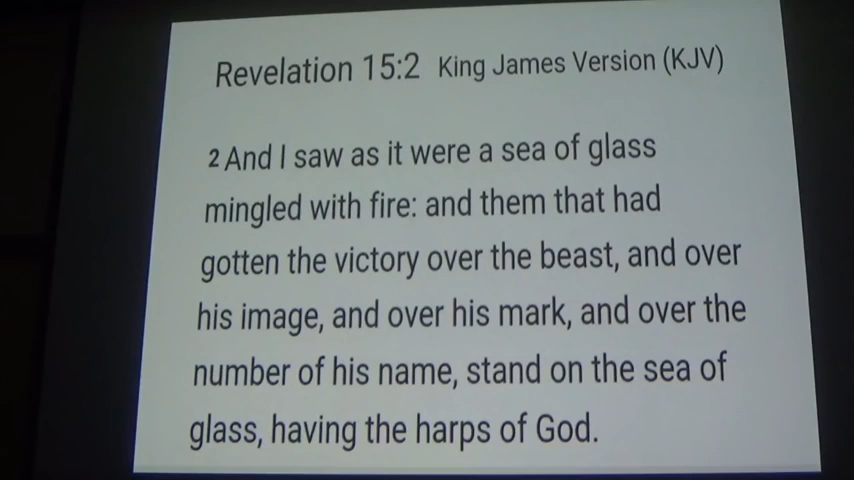 Revelation 15:2 King James Version (KJV)
2 And I saw as it were a sea of glass
mingled with fire: and them that had
gotten the victory over the beast, and over
his image, and over his mark, and over the
number of his name, stand on the sea of
glass, having the harps of God.